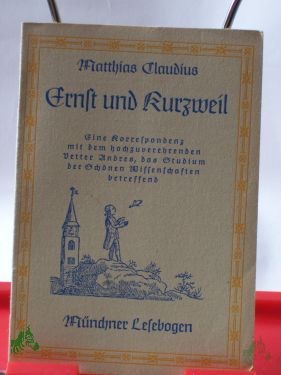 Matthias Claudius
Ernst und Kurzweil
Eine Korrespondenz
mit dem hochzuverehrenden
Vetter Andres, das Studium
der Schönen Wissenschaften
betreffend
Münchner Lesebogen